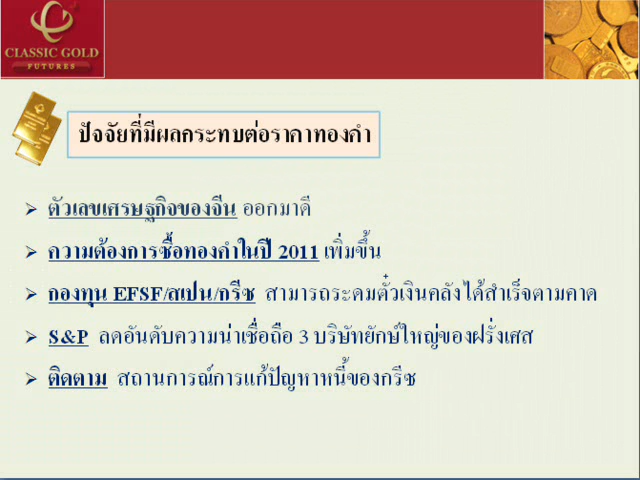 CLASSIC GOLD
FUTURES
ปัจจัยที่มีผลกระทบต่อราคาทองคำ
ตัวเลขเศรษฐกิจของจีน ออกมาดี
ความต้องการซื้อทองคำในปี 2011 เพิ่มขึ้น
กองทุน EFSF/สเปน/กรีซ สามารถระดมตั๋วเงินคลังได้สำเร็จตามคาด
S&P ลดอันดับความน่าเชื่อถือ 3 บริษัทยักษ์ใหญ่ของฝรั่งเศส
ติดตาม สถานการณ์การแก้ปัญหาหนี้ของกรีซ